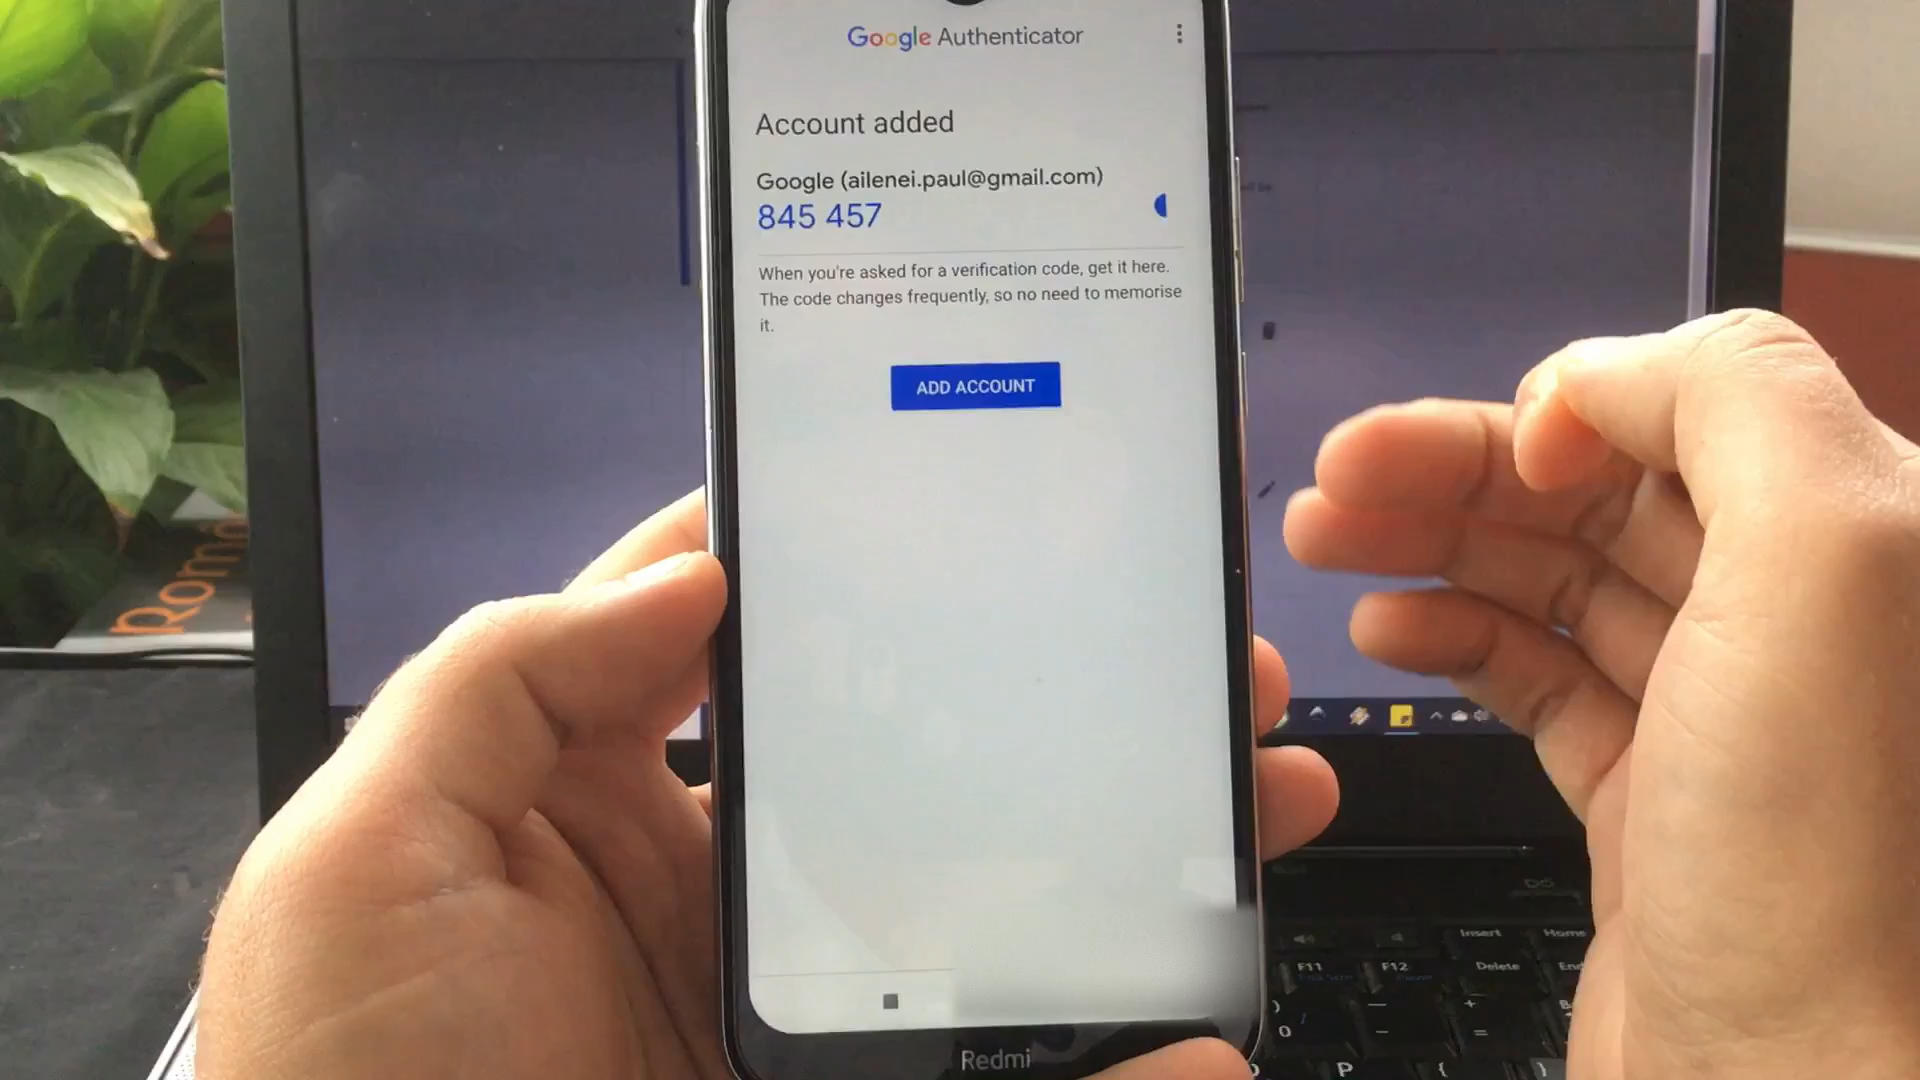 Google Authenticator
Account added
Google (ailenei.paul@gmail.com)
845 457
When you're asked for a verification code, get it here.
The code changes frequently, so no need to memorise
it.
ADD ACCOUNT
Redmi
Roma
Insert
Home
F11
F12
Delete
End
0
P